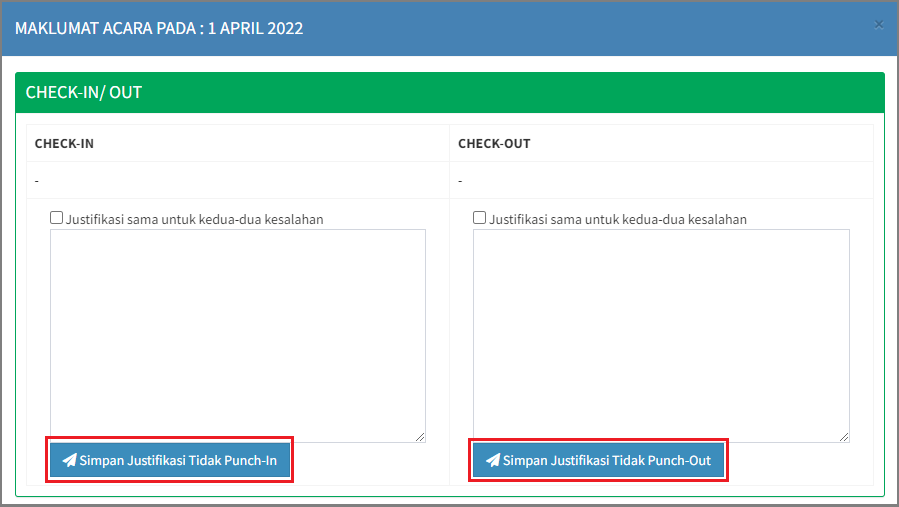 MAKLUMAT ACARA PADA : 1 APRIL 2022
×
CHECK-IN/ OUT
CHECK-IN
CHECK-OUT
-
-
Justifikasi sama untuk kedua-dua kesalahan
Justifikasi sama untuk kedua-dua kesalahan
Simpan Justifikasi Tidak Punch-In
Simpan Justifikasi Tidak Punch-Out